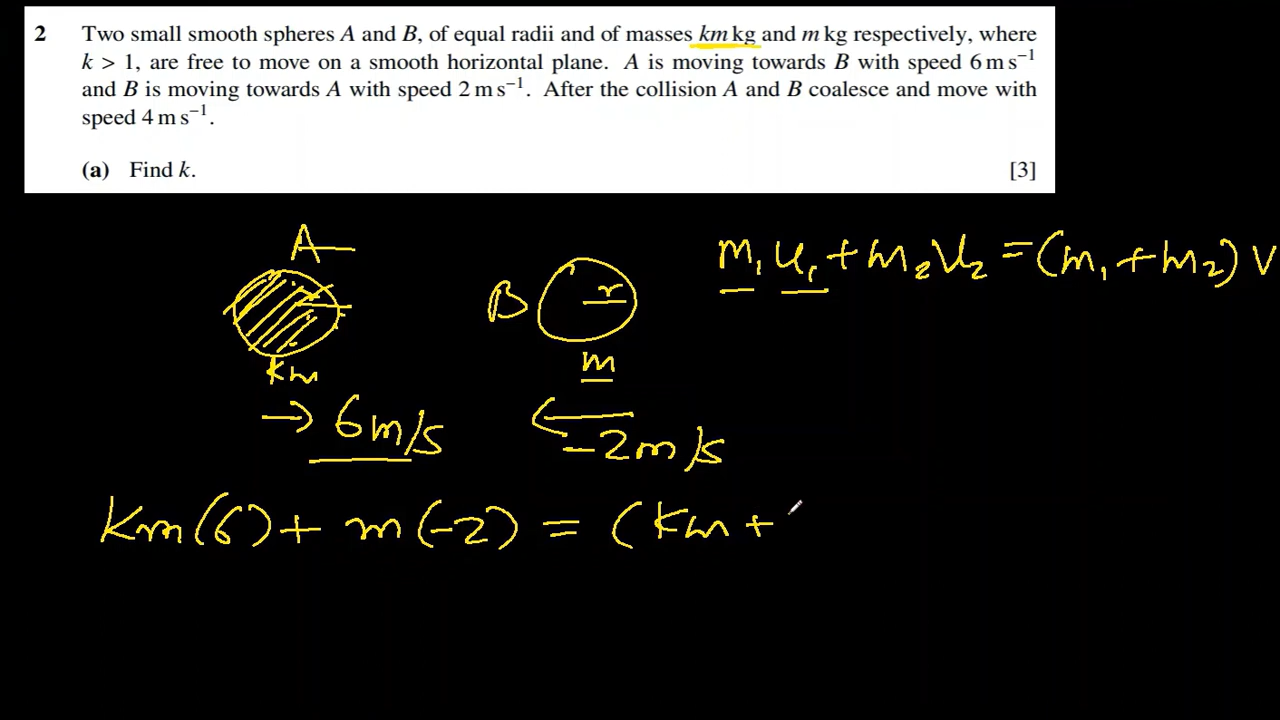 2 Two small smooth spheres A and B, of equal radii and of masses km kg and m kg respectively, where
k > 1, are free to move on a smooth horizontal plane. A is moving towards B with speed 6 m s⁻¹
and B is moving towards A with speed 2 m s⁻¹. After the collision A and B coalesce and move with
speed 4 m s⁻¹.
(a) Find k. [3]
A
B r
m₁u₁+m₂u₂=(m₁+m₂)v
km
m
→ 6m/s
← -2m/s
km(6)+ m(-2) = (km +